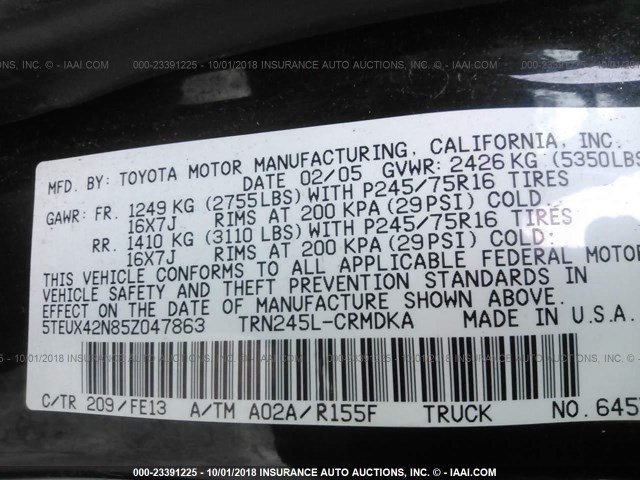 000-23391225 - 10/01/2018 INSURANCE AUTO AUCTIONS, INC. © - IAAI.COM
MFD. BY: TOYOTA MOTOR MANUFACTURING, CALIFORNIA, INC.
DATE 02/05 GVWR: 2426 KG (5350LBS
GAWR: FR. 1249 KG (2755LBS) WITH P245/75R16 TIRES
16X7J RIMS AT 200 KPA (29PSI) COLD.
RR. 1410 KG (3110 LBS) WITH P245/75R16 TIRES
16X7J RIMS AT 200 KPA (29PSI) COLD:
THIS VEHICLE CONFORMS TO ALL APPLICABLE FEDERAL MOTOR
VEHICLE SAFETY AND THEFT PREVENTION STANDARDS IN
EFFECT ON THE DATE OF MANUFACTURE SHOWN ABOVE.
5TEUX42N85Z047863 TRN245L-CRMDKA MADE IN U.S.A.
C/TR 209/FE13 A/TM A02A/R155F TRUCK NO. 645
000-23391225 - 10/01/2018 INSURANCE AUTO AUCTIONS, INC. © - IAAI.COM